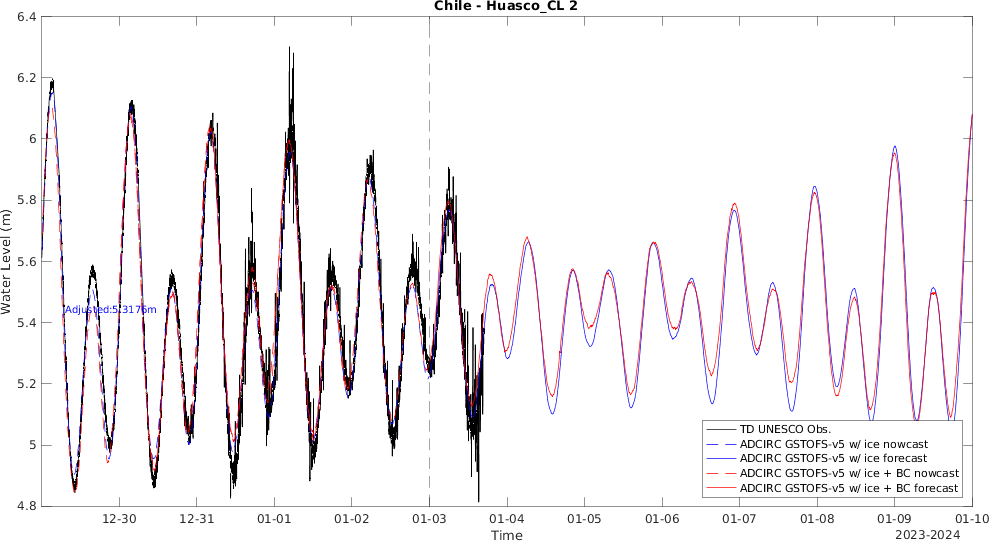 Chile - Huasco_CL 2
6.4
6.2
6
5.8
5.6
5.4
5.2
5
4.8
Water Level (m)
Adjusted:5.3176m
12-30
12-31
01-01
01-02
01-03
01-04
01-05
01-06
01-07
01-08
01-09
01-10
Time
2023-2024
TD UNESCO Obs.
ADCIRC GSTOFS-v5 w/ ice nowcast
ADCIRC GSTOFS-v5 w/ ice forecast
ADCIRC GSTOFS-v5 w/ ice + BC nowcast
ADCIRC GSTOFS-v5 w/ ice + BC forecast